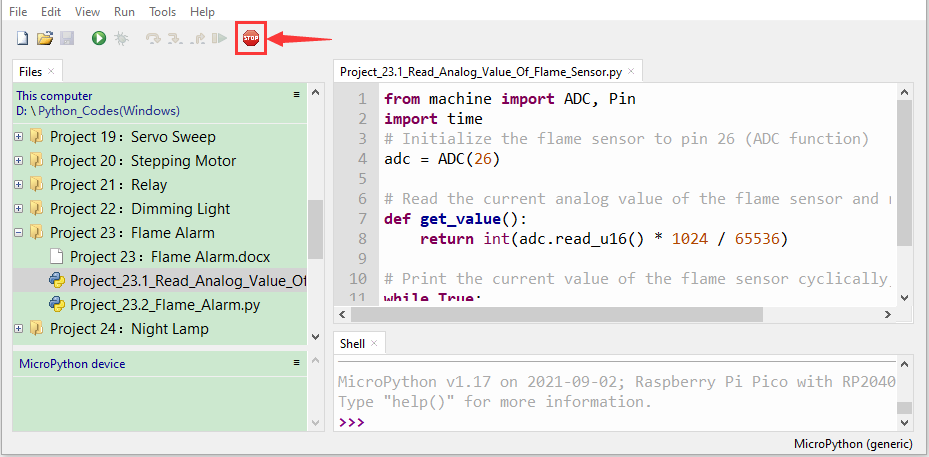 File Edit View Run Tools Help
STOP
Files
This computer
D: \Python_Codes(Windows)
Project 19：Servo Sweep
Project 20：Stepping Motor
Project 21：Relay
Project 22：Dimming Light
Project 23：Flame Alarm
Project 23：Flame Alarm.docx
Project_23.1_Read_Analog_Value_Of
Project_23.2_Flame_Alarm.py
Project 24：Night Lamp
MicroPython device
Project_23.1_Read_Analog_Value_Of_Flame_Sensor.py
1 from machine import ADC, Pin
2 import time
3 # Initialize the flame sensor to pin 26 (ADC function)
4 adc = ADC(26)
5
6 # Read the current analog value of the flame sensor and
7 def get_value():
8 return int(adc.read_u16() * 1024 / 65536)
9
10 # Print the current value of the flame sensor cyclically
11 while True:
Shell
MicroPython v1.17 on 2021-09-02; Raspberry Pi Pico with RP2040
Type "help()" for more information.
>>>
MicroPython (generic)